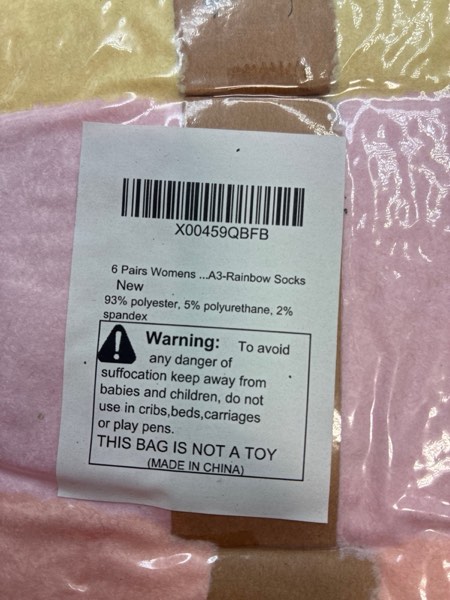 X00459QBFB
6 Pairs Womens ...A3-Rainbow Socks
New
93% polyester, 5% polyurethane, 2%
spandex
Warning: To avoid
any danger of
suffocation keep away from
babies and children, do not
use in cribs,beds,carriages
or play pens.
THIS BAG IS NOT A TOY
(MADE IN CHINA)